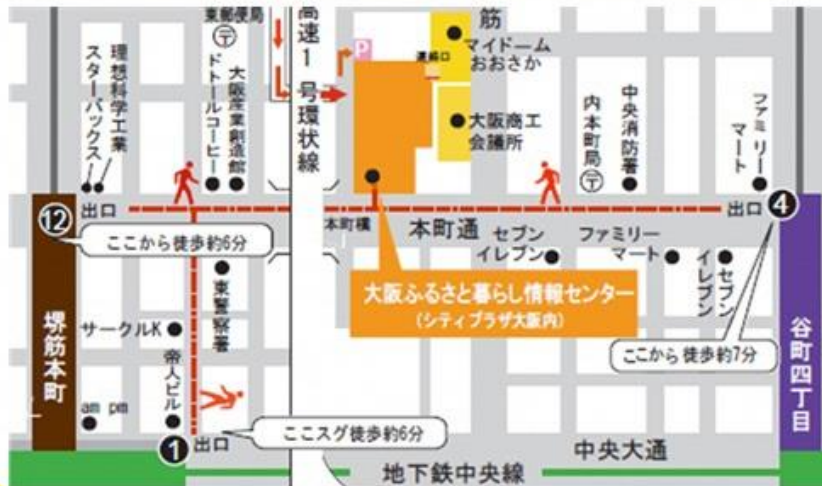 東郵便局
高速1号環状線
P
連絡口
筋
マイドーム
おおさか
大阪商工
会議所
理想科学工業
スターバックス
ドトールコーヒー
大阪産業創造館
内本町局
中央消防署
ファミリー
マート
12
出口
ここから徒歩約6分
本町橋
本町通
出口
4
セブン
イレブン
ファミリー
マート
セブン
イレブン
大阪ふるさと暮らし情報センター
(シティプラザ大阪内)
ここから徒歩約7分
堺筋本町
サークルK
東警察署
帝人ビル
am pm
谷町四丁目
1
出口
ここスグ徒歩約6分
中央大通
地下鉄中央線